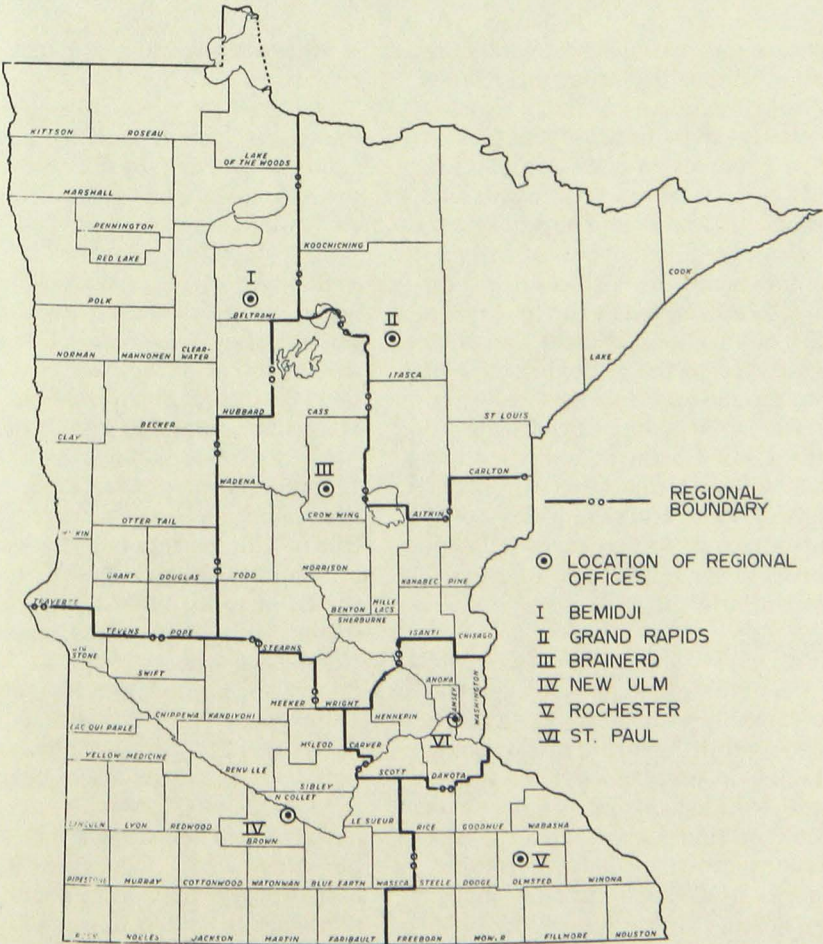 KITTSON
ROSEAU
LAKE
OF THE WOODS
MARSHALL
PENNINGTON
RED LAKE
KOOCHICHING
COOK
I
POLK
BELTRAMI
II
NORMAN
MAHNOMEN
CLEAR-
WATER
ITASCA
LAKE
HUBBARD
CASS
ST LOUIS
BECKER
CLAY
III
WADENA
CARLTON
CROW WING
AITKIN
OTTER TAIL
GRANT
DOUGLAS
TODD
MORRISON
KANABEC
PINE
MILLE
LACS
BENTON
SHERBURNE
TRAVERSE
POPE
STEARNS
ISANTI
CHISAGO
STONE
SWIFT
ANOKA
RAMSEY
WASHINGTON
MEEKER
WRIGHT
HENNEPIN
CHIPPEWA
KANDIYOHI
LAC QUI PARLE
McLEOD
CARVER
VI
YELLOW MEDICINE
RENVILLE
SCOTT
DAKOTA
SIBLEY
LE SUEUR
LINCOLN
LYON
REDWOOD
IV
BROWN
RICE
GOODHUE
WABASHA
V
PIPESTONE
MURRAY
COTTONWOOD
WATONWAN
BLUE EARTH
WASECA
STEELE
DODGE
OLMSTED
WINONA
NOBLES
JACKSON
MARTIN
FARIBAULT
FREEBORN
FILLMORE
HOUSTON
REGIONAL
BOUNDARY
LOCATION OF REGIONAL
OFFICES
I BEMIDJI
II GRAND RAPIDS
III BRAINERD
IV NEW ULM
V ROCHESTER
VI ST. PAUL